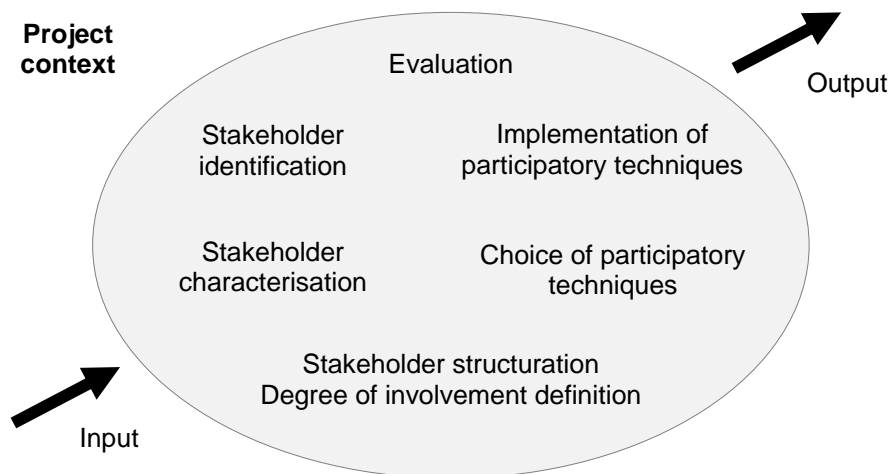 Project
context
Evaluation
Output
Stakeholder
identification
Implementation of
participatory techniques
Stakeholder
characterisation
Choice of participatory
techniques
Stakeholder structuration
Degree of involvement definition
Input